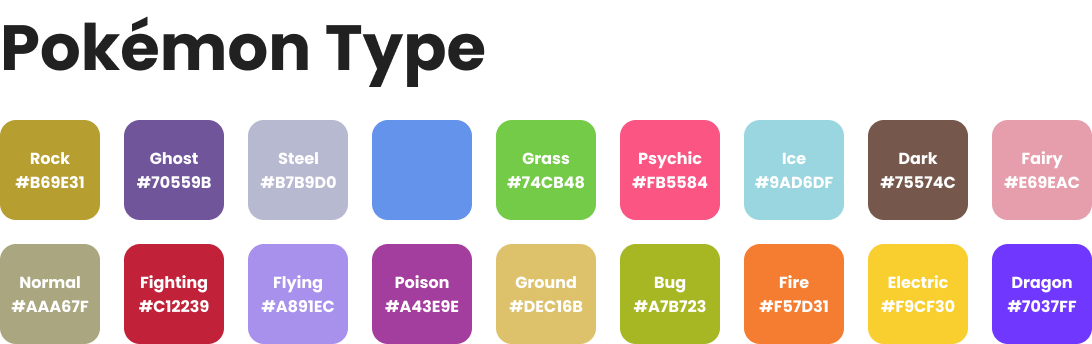 Pokémon Type
Rock
#B69E31
Ghost
#70559B
Steel
#B7B9D0
Grass
#74CB48
Psychic
#FB5584
Ice
#9AD6DF
Dark
#75574C
Fairy
#E69EAC
Normal
#AAA67F
Fighting
#C12239
Flying
#A891EC
Poison
#A43E9E
Ground
#DEC16B
Bug
#A7B723
Fire
#F57D31
Electric
#F9CF30
Dragon
#7037FF